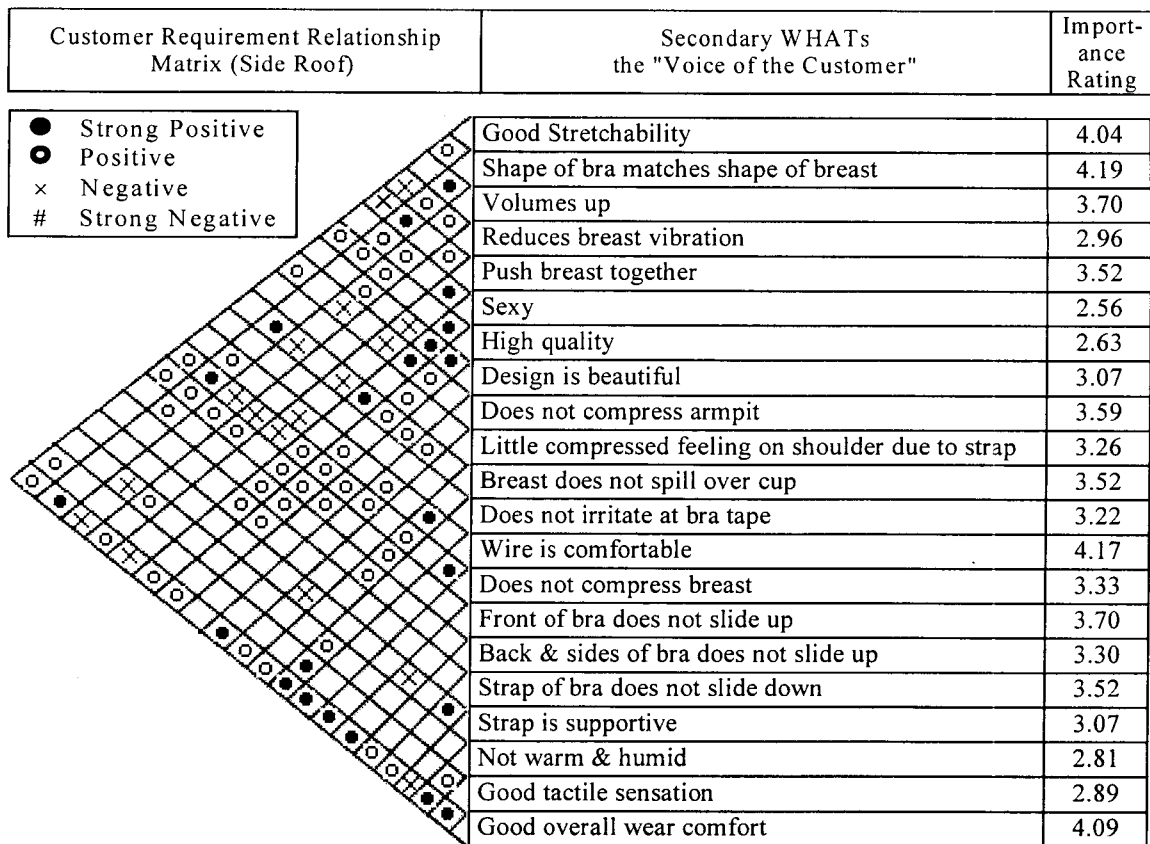 Customer Requirement Relationship
Matrix (Side Roof)
Secondary WHATs
the "Voice of the Customer"
Import-
ance
Rating
● Strong Positive
○ Positive
× Negative
# Strong Negative
Good Stretchability 4.04
Shape of bra matches shape of breast 4.19
Volumes up 3.70
Reduces breast vibration 2.96
Push breast together 3.52
Sexy 2.56
High quality 2.63
Design is beautiful 3.07
Does not compress armpit 3.59
Little compressed feeling on shoulder due to strap 3.26
Breast does not spill over cup 3.52
Does not irritate at bra tape 3.22
Wire is comfortable 4.17
Does not compress breast 3.33
Front of bra does not slide up 3.70
Back & sides of bra does not slide up 3.30
Strap of bra does not slide down 3.52
Strap is supportive 3.07
Not warm & humid 2.81
Good tactile sensation 2.89
Good overall wear comfort 4.09